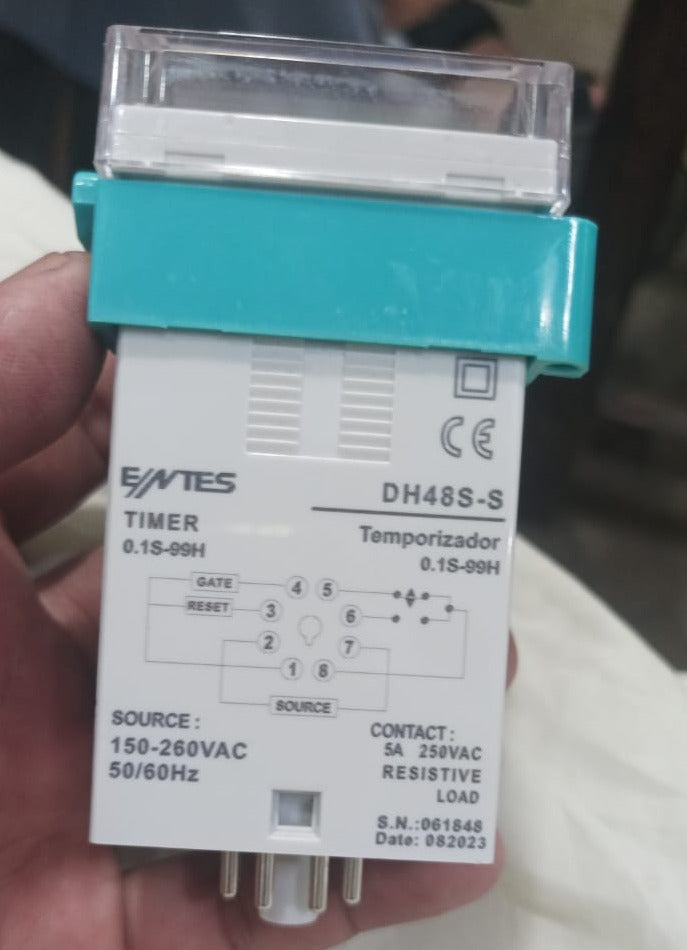 CE
ENTES
DH48S-S
TIMER
Temporizador
0.1S-99H
0.1S-99H
GATE
4 5
RESET
3 6
2 7
1 8
SOURCE
SOURCE :
CONTACT :
150-260VAC
5A 250VAC
50/60Hz
RESISTIVE
LOAD
S.N.:061848
Date: 082023